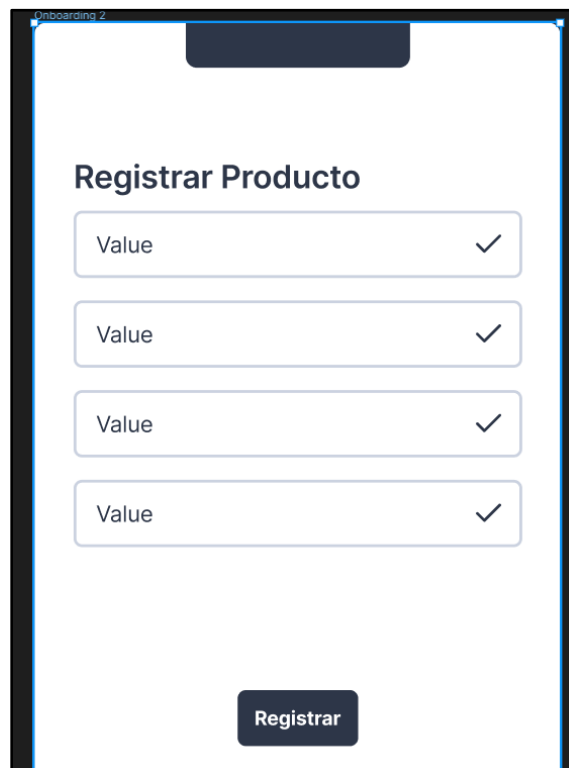 Onboarding 2
Registrar Producto
Value
Value
Value
Value
Registrar